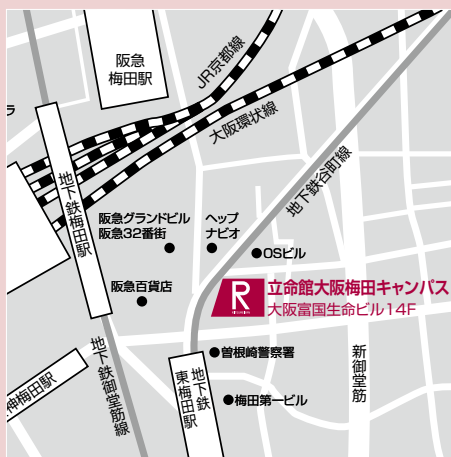 阪急
梅田駅
JR京都線
大阪環状線
ラ
地下鉄梅田駅
地下鉄谷町線
阪急グランドビル
阪急32番街
ヘップ
ナビオ
OSビル
阪急百貨店
R
立命館大阪梅田キャンパス
大阪富国生命ビル14F
地下鉄御堂筋線
神梅田駅
地下鉄
東梅田駅
曽根崎警察署
梅田第一ビル
新御堂筋